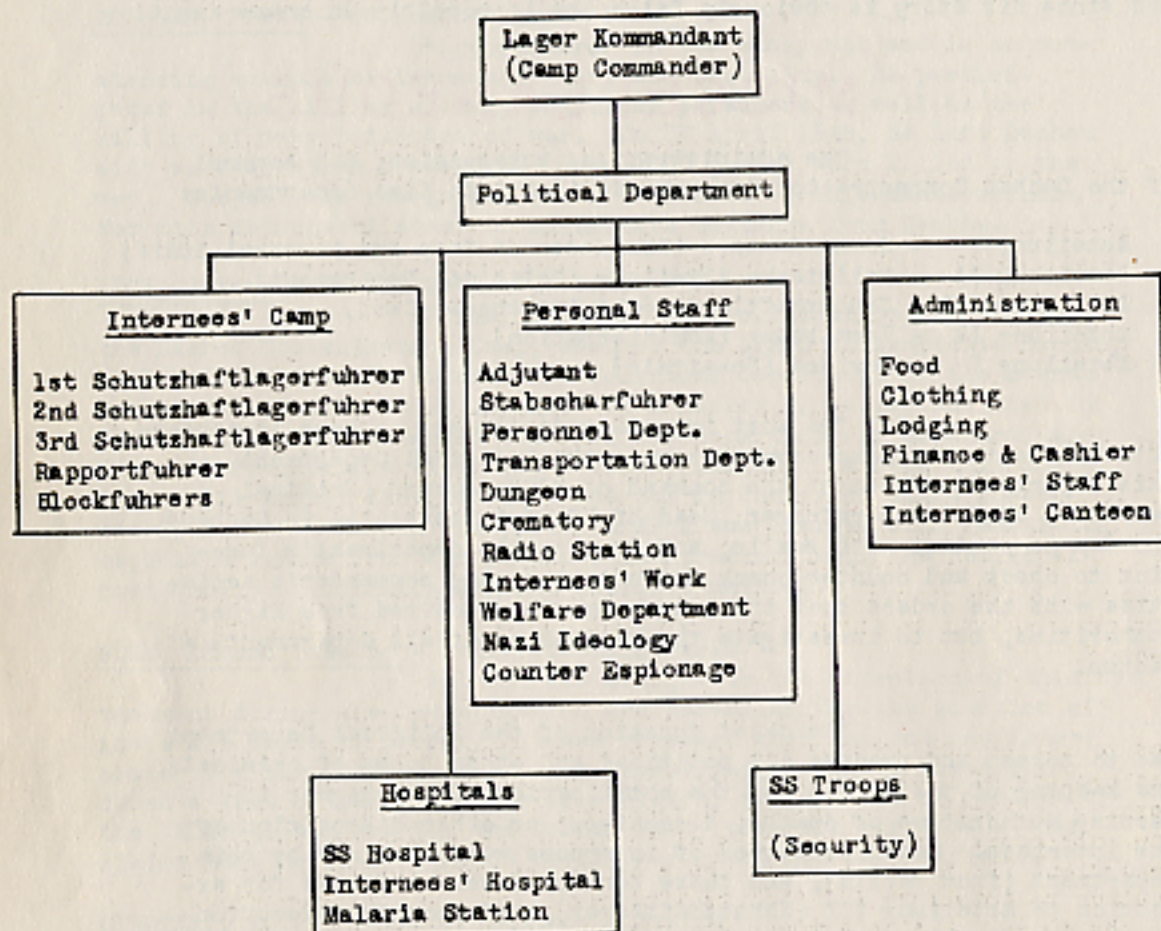 Lager Kommandant
(Camp Commander)
Political Department
Internees' Camp
1st Schutzhaftlagerfuhrer
2nd Schutzhaftlagerfuhrer
3rd Schutzhaftlagerfuhrer
Rapportfuhrer
Blockfuhrers
Personal Staff
Adjutant
Stabscharfuhrer
Personnel Dept.
Transportation Dept.
Dungeon
Crematory
Radio Station
Internees' Work
Welfare Department
Nazi Ideology
Counter Espionage
Administration
Food
Clothing
Lodging
Finance & Cashier
Internees' Staff
Internees' Canteen
Hospitals
SS Hospital
Internees' Hospital
Malaria Station
SS Troops
(Security)